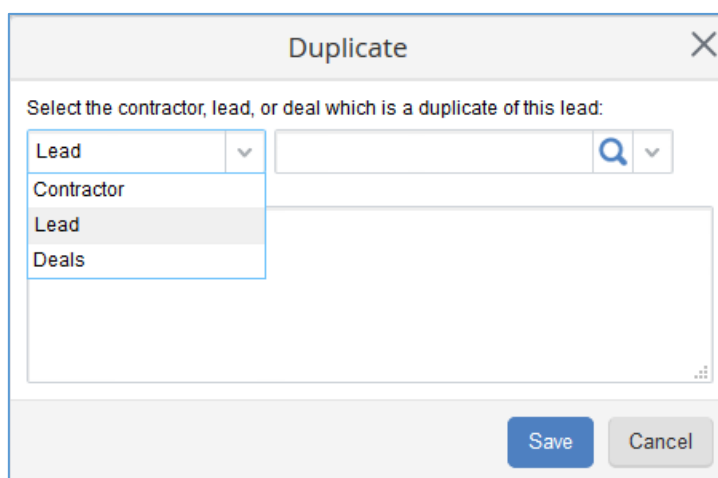 Duplicate
Select the contractor, lead, or deal which is a duplicate of this lead:
Lead
Contractor
Lead
Deals
Save Cancel